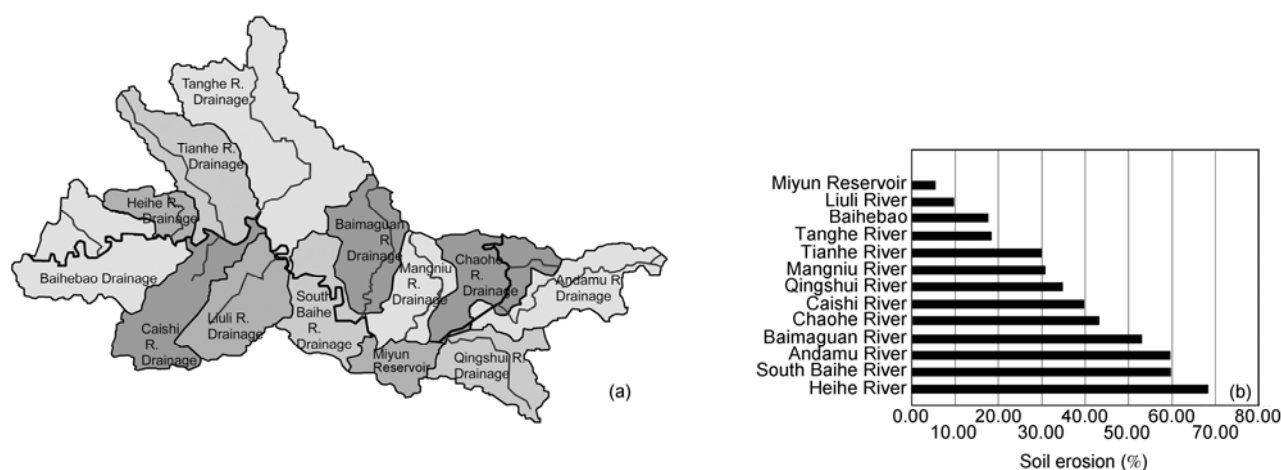 Tanghe R.
Drainage
Tianhe R.
Drainage
Heihe R.
Drainage
Baimaguan
R.
Drainage
Baihebao Drainage
Mangniu
R.
Drainage
Chaohe
R.
Drainage
Andamu R.
Drainage
Caishi
R.
Drainage
Liuli R.
Drainage
South
Baihe
R.
Drainage
Miyun
Reservoir
Qingshui R.
Drainage
(a)
Miyun Reservoir
Liuli River
Baihebao
Tanghe River
Tianhe River
Mangniu River
Qingshui River
Caishi River
Chaohe River
Baimaguan River
Andamu River
South Baihe River
Heihe River
(b)
0.00 20.00 40.00 60.00 80.00
10.00 30.00 50.00 70.00
Soil erosion (%)